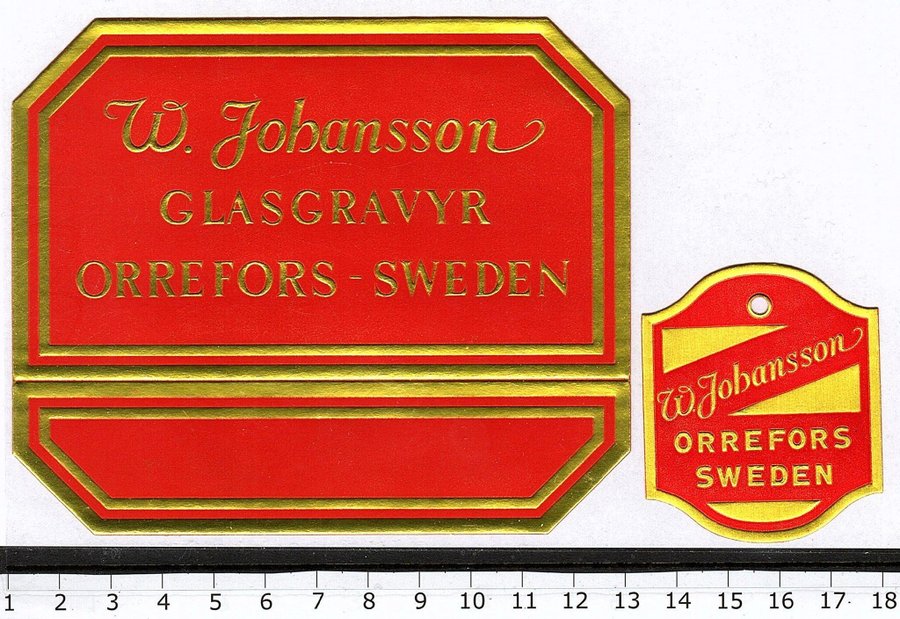 W. Johansson
GLASGRAVYR
ORREFORS - SWEDEN
W. Johansson
ORREFORS
SWEDEN
1 2 3 4 5 6 7 8 9 10 11 12 13 14 15 16 17 18